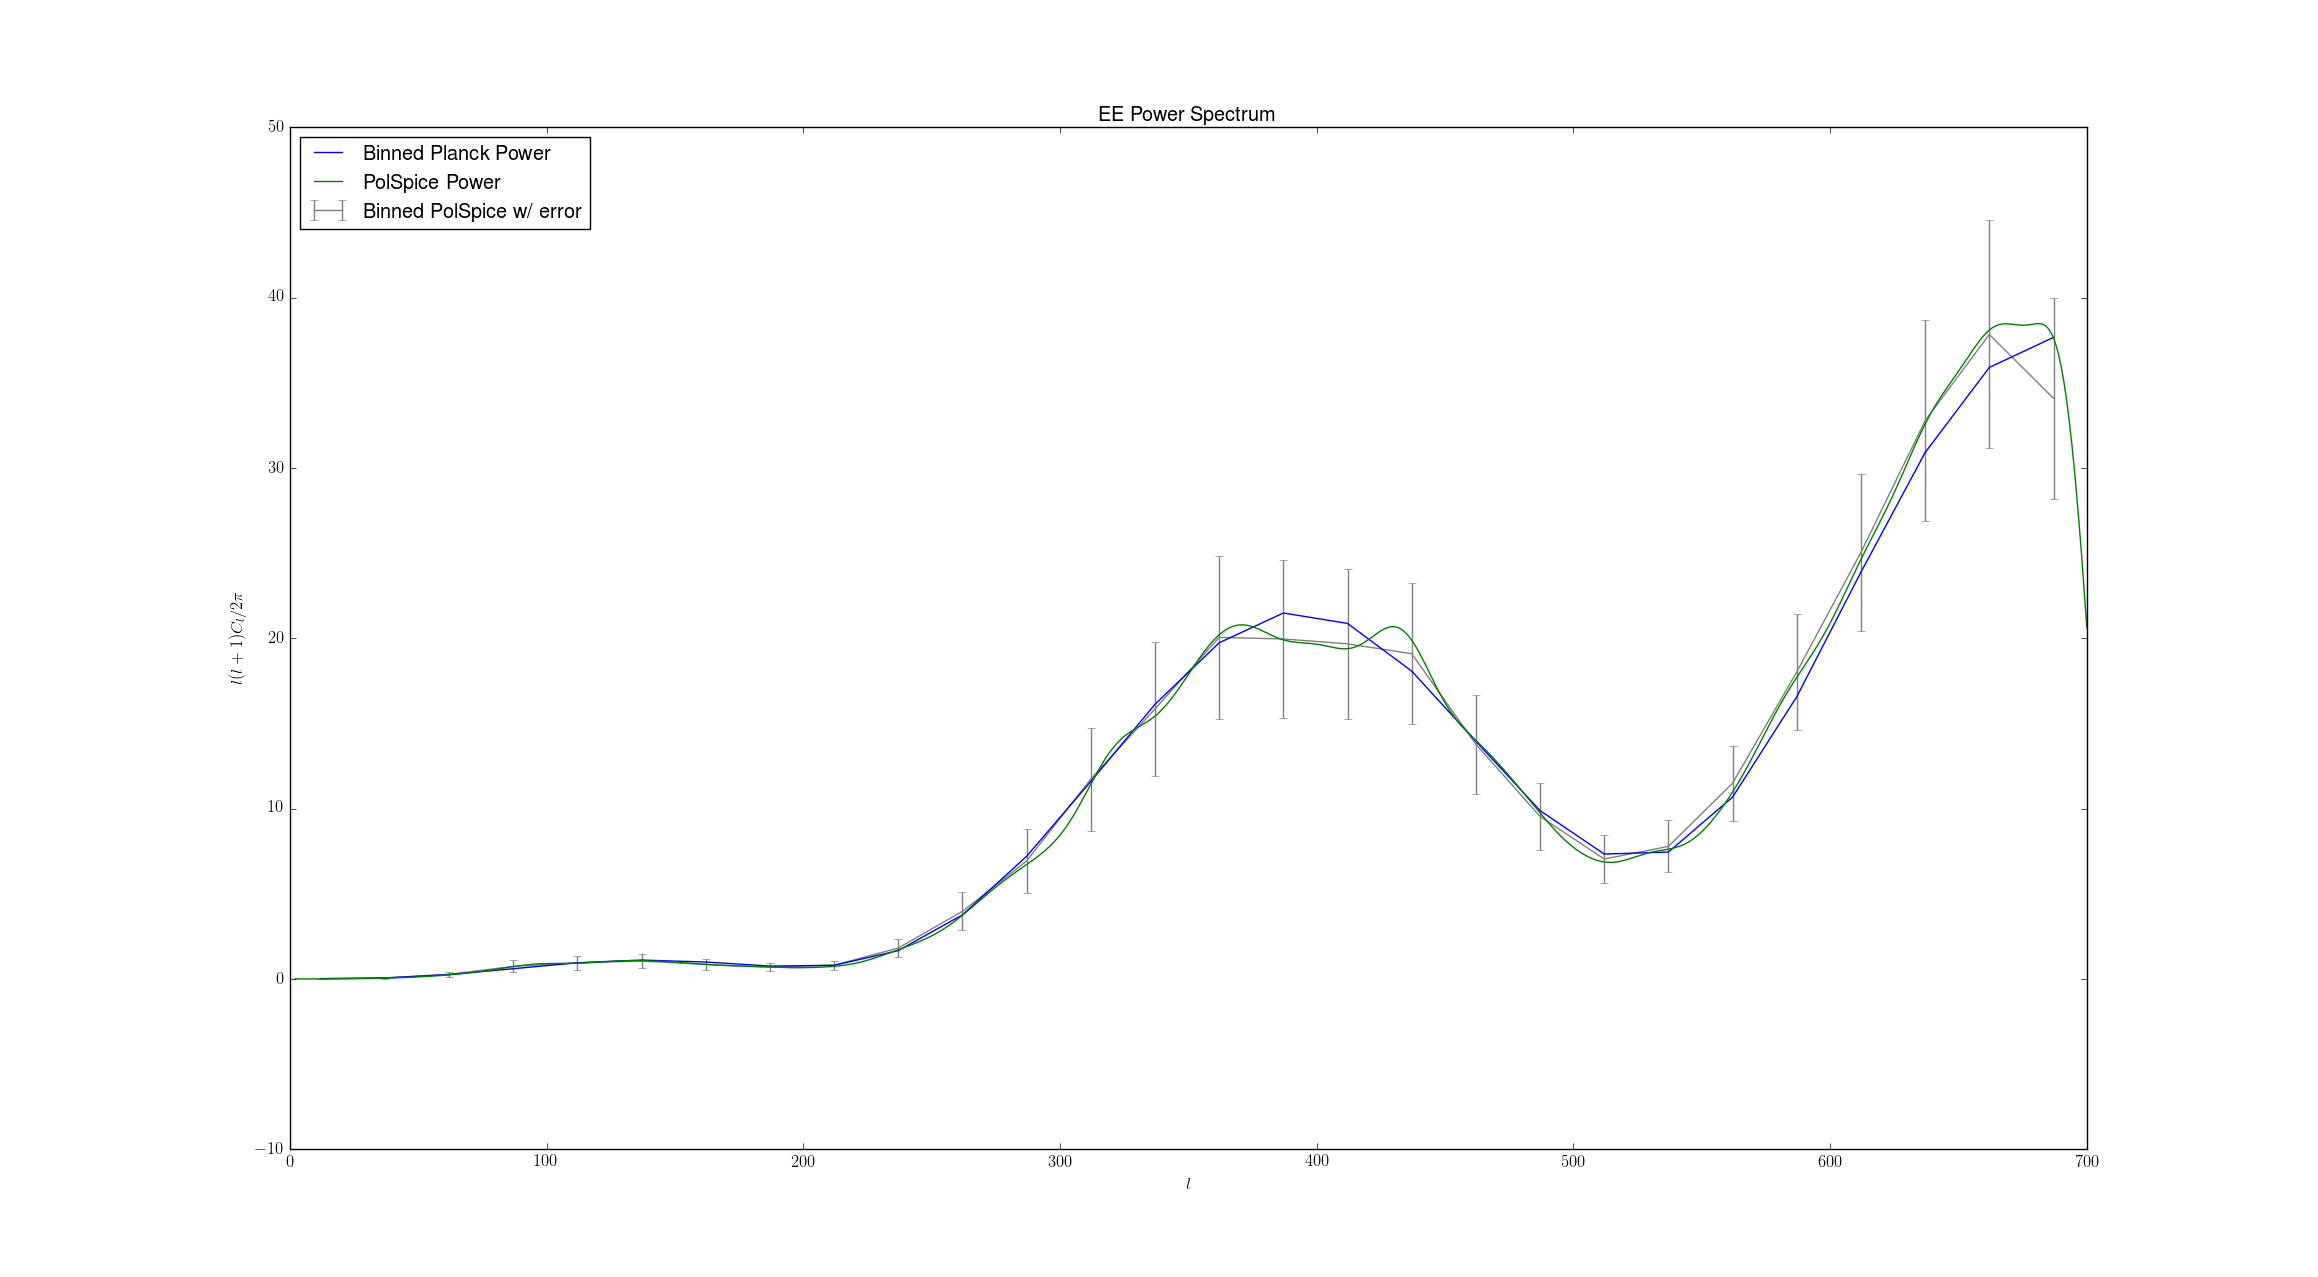 EE Power Spectrum
Binned Planck Power
PolSpice Power
Binned PolSpice w/ error
50
40
30
20
10
0
−10
l(l + 1)C_l/2π
0 100 200 300 400 500 600 700
l